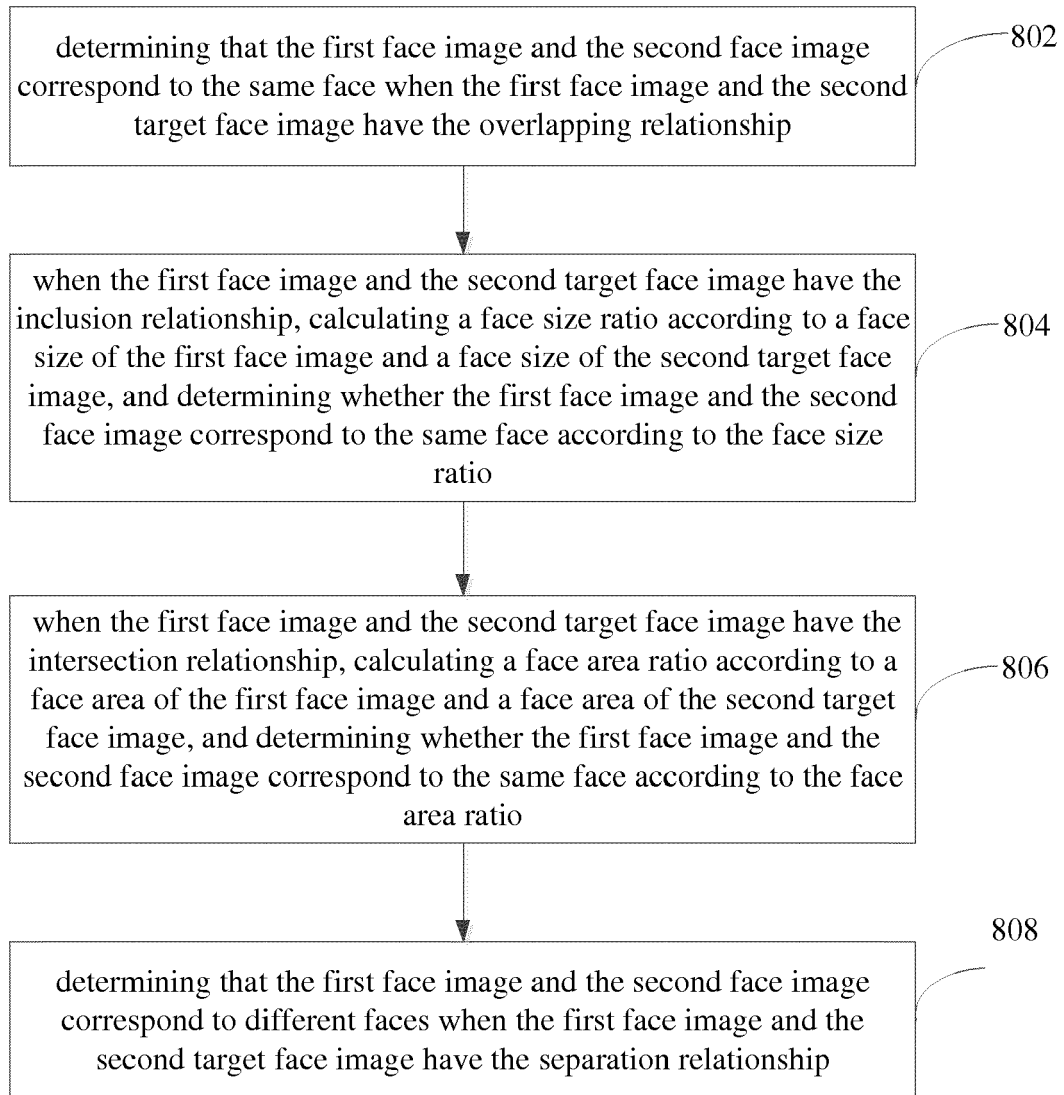 determining that the first face image and the second face image
correspond to the same face when the first face image and the second
target face image have the overlapping relationship
802
when the first face image and the second target face image have the
inclusion relationship, calculating a face size ratio according to a face
size of the first face image and a face size of the second target face
image, and determining whether the first face image and the second
face image correspond to the same face according to the face size
ratio
804
when the first face image and the second target face image have the
intersection relationship, calculating a face area ratio according to a
face area of the first face image and a face area of the second target
face image, and determining whether the first face image and the
second face image correspond to the same face according to the face
area ratio
806
determining that the first face image and the second face image
correspond to different faces when the first face image and the
second target face image have the separation relationship
808